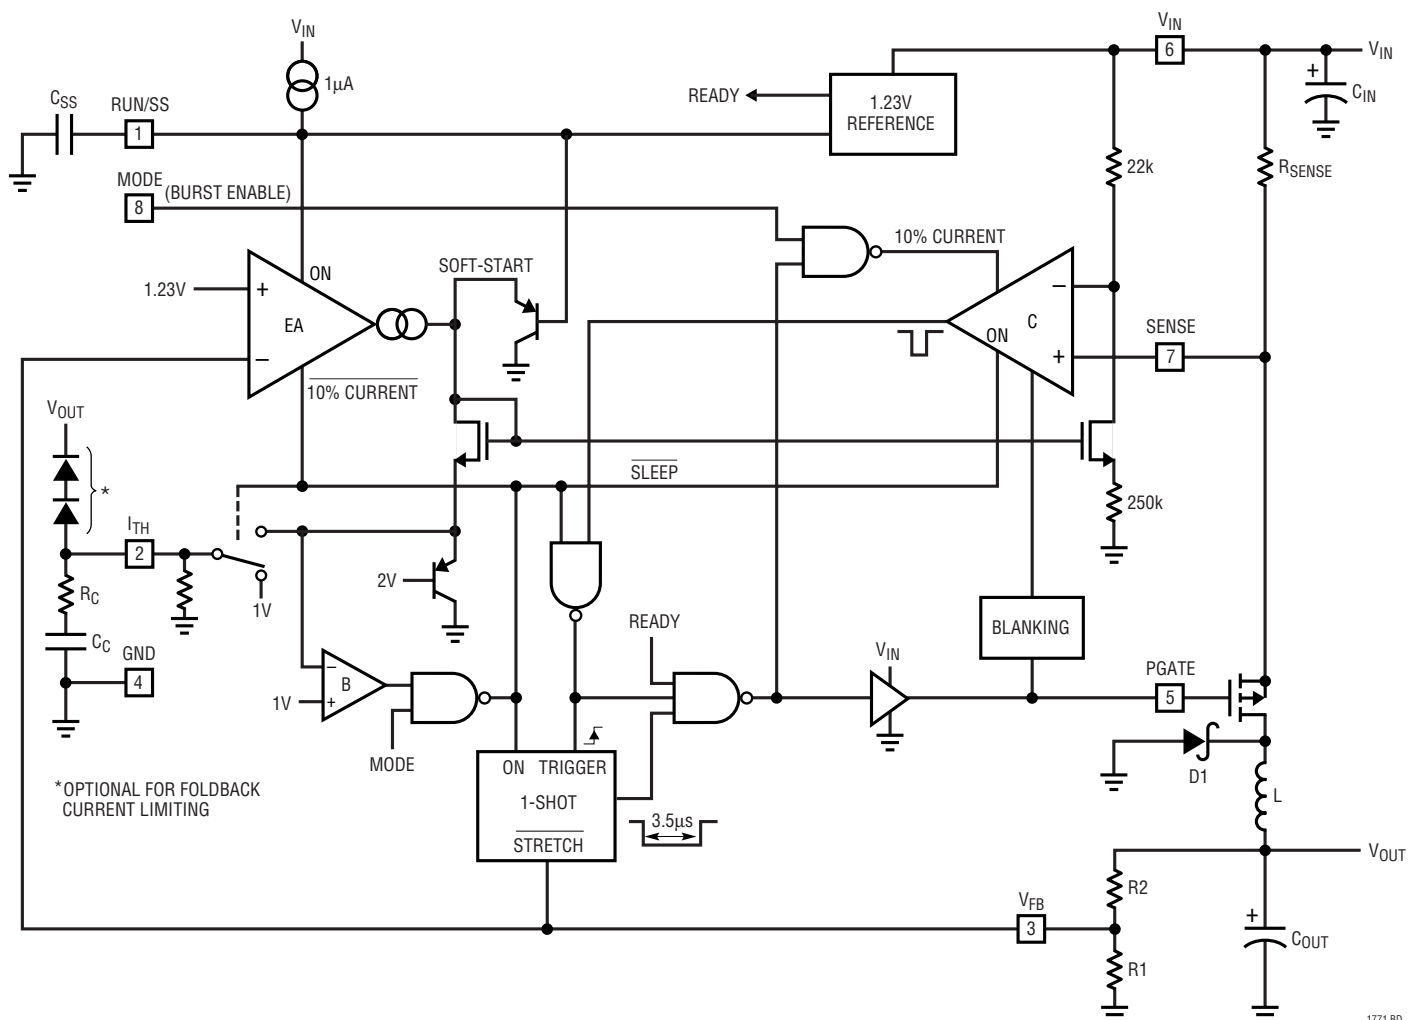 VIN
VIN
6
VIN
1μA
CSS
RUN/SS
1
READY
1.23V
REFERENCE
+
CIN
22k
RSENSE
MODE
(BURST ENABLE)
8
10% CURRENT
SOFT-START
ON
1.23V
+
EA
−
10% CURRENT
−
C
ON
+
SENSE
7
VOUT
*
SLEEP
250k
ITH
2
1V
2V
RC
CC
GND
4
READY
BLANKING
VIN
PGATE
5
−
B
1V
+
MODE
D1
ON TRIGGER
1-SHOT
STRETCH
3.5μs
L
*OPTIONAL FOR FOLDBACK
CURRENT LIMITING
VOUT
R2
VFB
3
+
COUT
R1
1771 BD